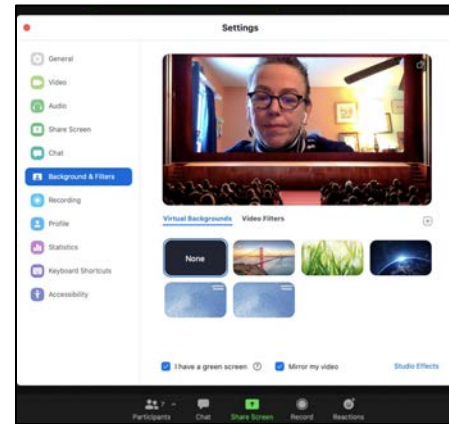 Settings
General
Video
Audio
Share Screen
Chat
Background & Filters
Recording
Profile
Statistics
Keyboard Shortcuts
Accessibility
Virtual Backgrounds Video Filters
None
I have a green screen ? Mirror my video Studio Effects
7
Participants Chat Share Screen Record Reactions